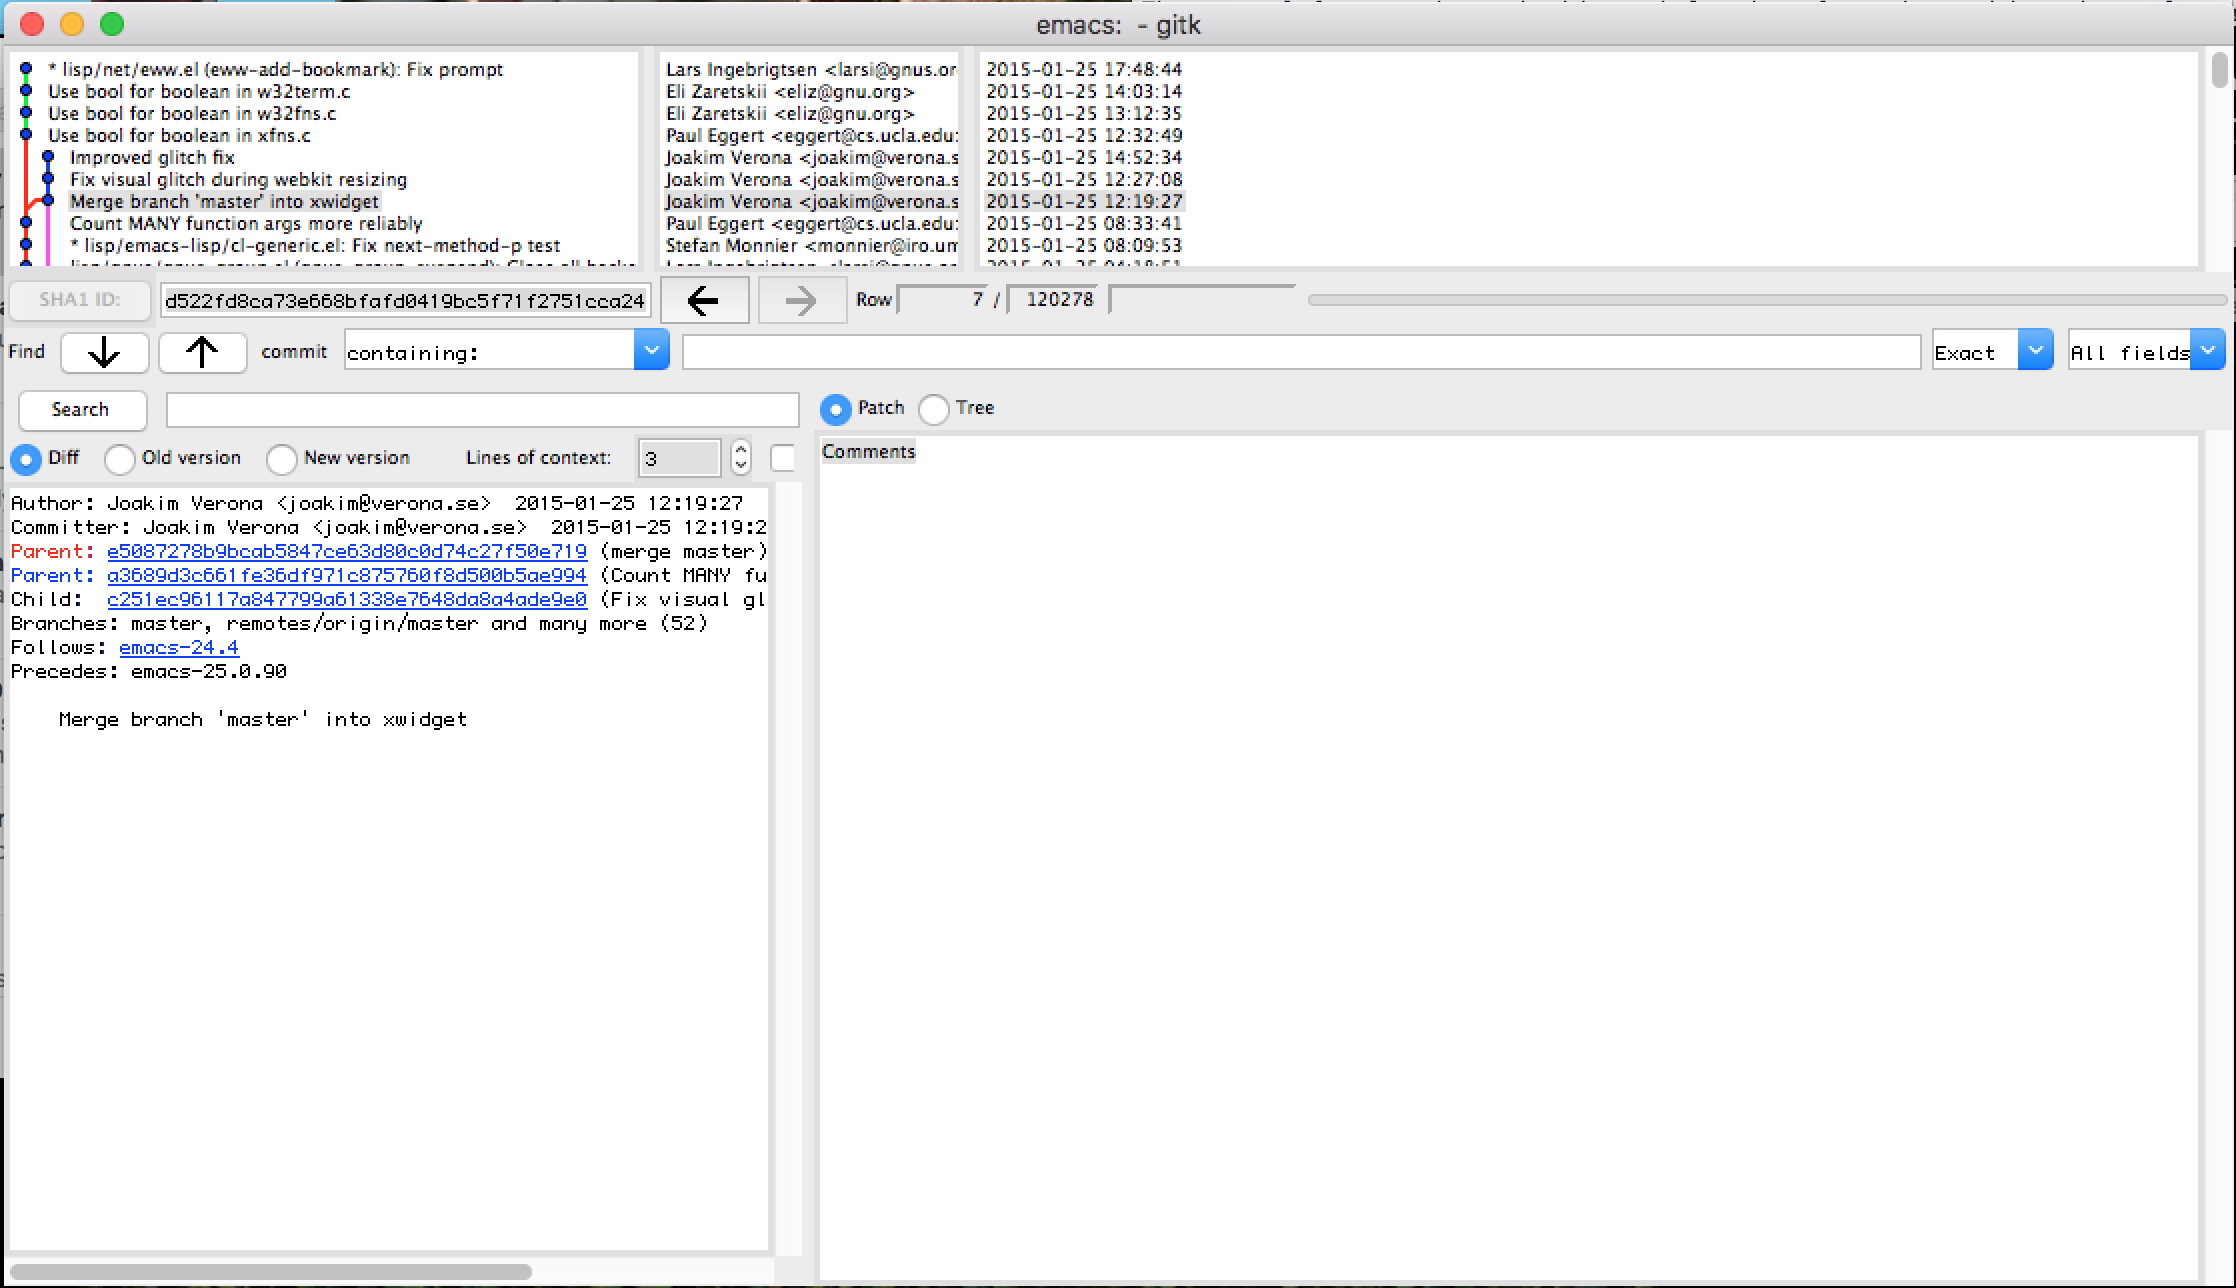 emacs: - gitk
* lisp/net/eww.el (eww-add-bookmark): Fix prompt
Use bool for boolean in w32term.c
Use bool for boolean in w32fns.c
Use bool for boolean in xfns.c
Improved glitch fix
Fix visual glitch during webkit resizing
Merge branch 'master' into xwidget
Count MANY function args more reliably
* lisp/emacs-lisp/cl-generic.el: Fix next-method-p test
Lars Ingebrigtsen <larsi@gnus.or
Eli Zaretskii <eliz@gnu.org>
Eli Zaretskii <eliz@gnu.org>
Paul Eggert <eggert@cs.ucla.edu
Joakim Verona <joakim@verona.s
Joakim Verona <joakim@verona.s
Joakim Verona <joakim@verona.s
Paul Eggert <eggert@cs.ucla.edu
Stefan Monnier <monnier@iro.um
2015-01-25 17:48:44
2015-01-25 14:03:14
2015-01-25 13:12:35
2015-01-25 12:32:49
2015-01-25 14:52:34
2015-01-25 12:27:08
2015-01-25 12:19:27
2015-01-25 08:33:41
2015-01-25 08:09:53
SHA1 ID: d522fd8ca73e668bfafd0419bc5f71f2751cca24 Row 7 / 120278
Find commit containing: Exact All fields
Search
Patch Tree
Diff Old version New version Lines of context: 3
Author: Joakim Verona <joakim@verona.se> 2015-01-25 12:19:27
Committer: Joakim Verona <joakim@verona.se> 2015-01-25 12:19:2
Parent: e5087278b9bcab5847ce63d80c0d74c27f50e719 (merge master)
Parent: a3689d3c661fe36df971c875760f8d500b5ae994 (Count MANY fu
Child: c251ec96117a847799a61338e7648da8a4ade9e0 (Fix visual gl
Branches: master, remotes/origin/master and many more (52)
Follows: emacs-24.4
Precedes: emacs-25.0.90
Merge branch 'master' into xwidget
Comments